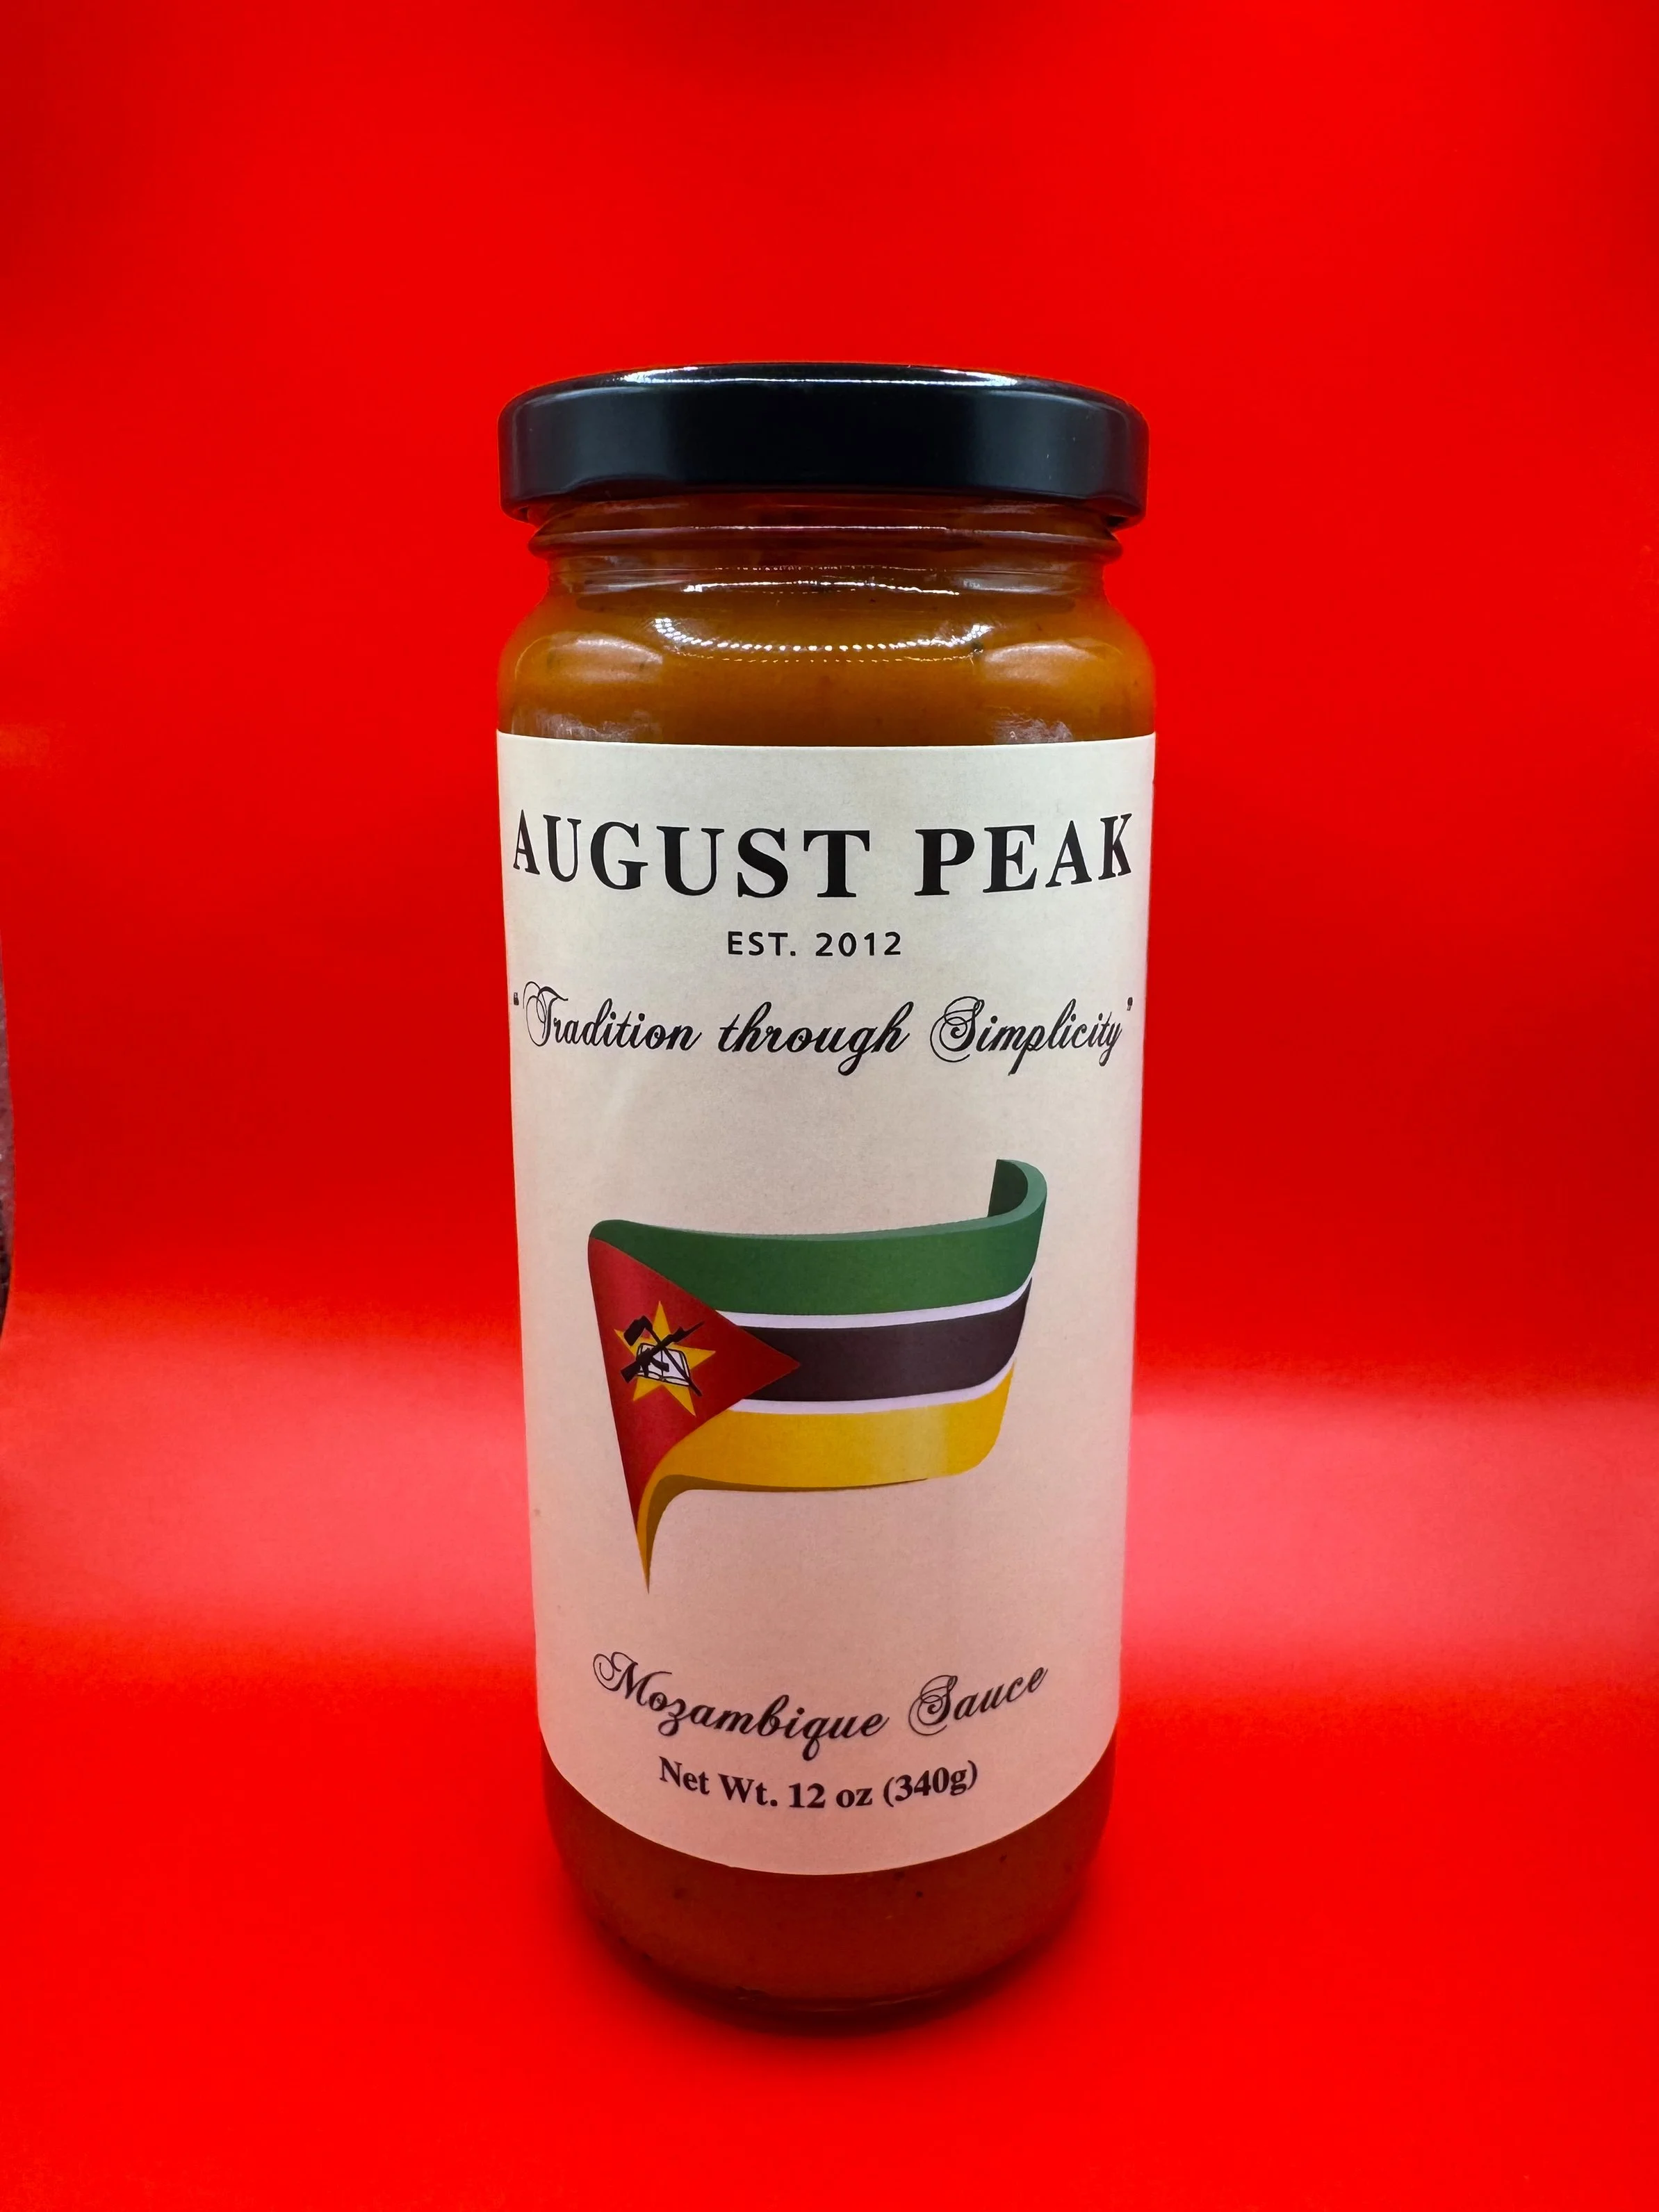 AUGUST PEAK
EST. 2012
“Tradition through Simplicity”
Mozambique Sauce
Net Wt. 12 oz (340g)